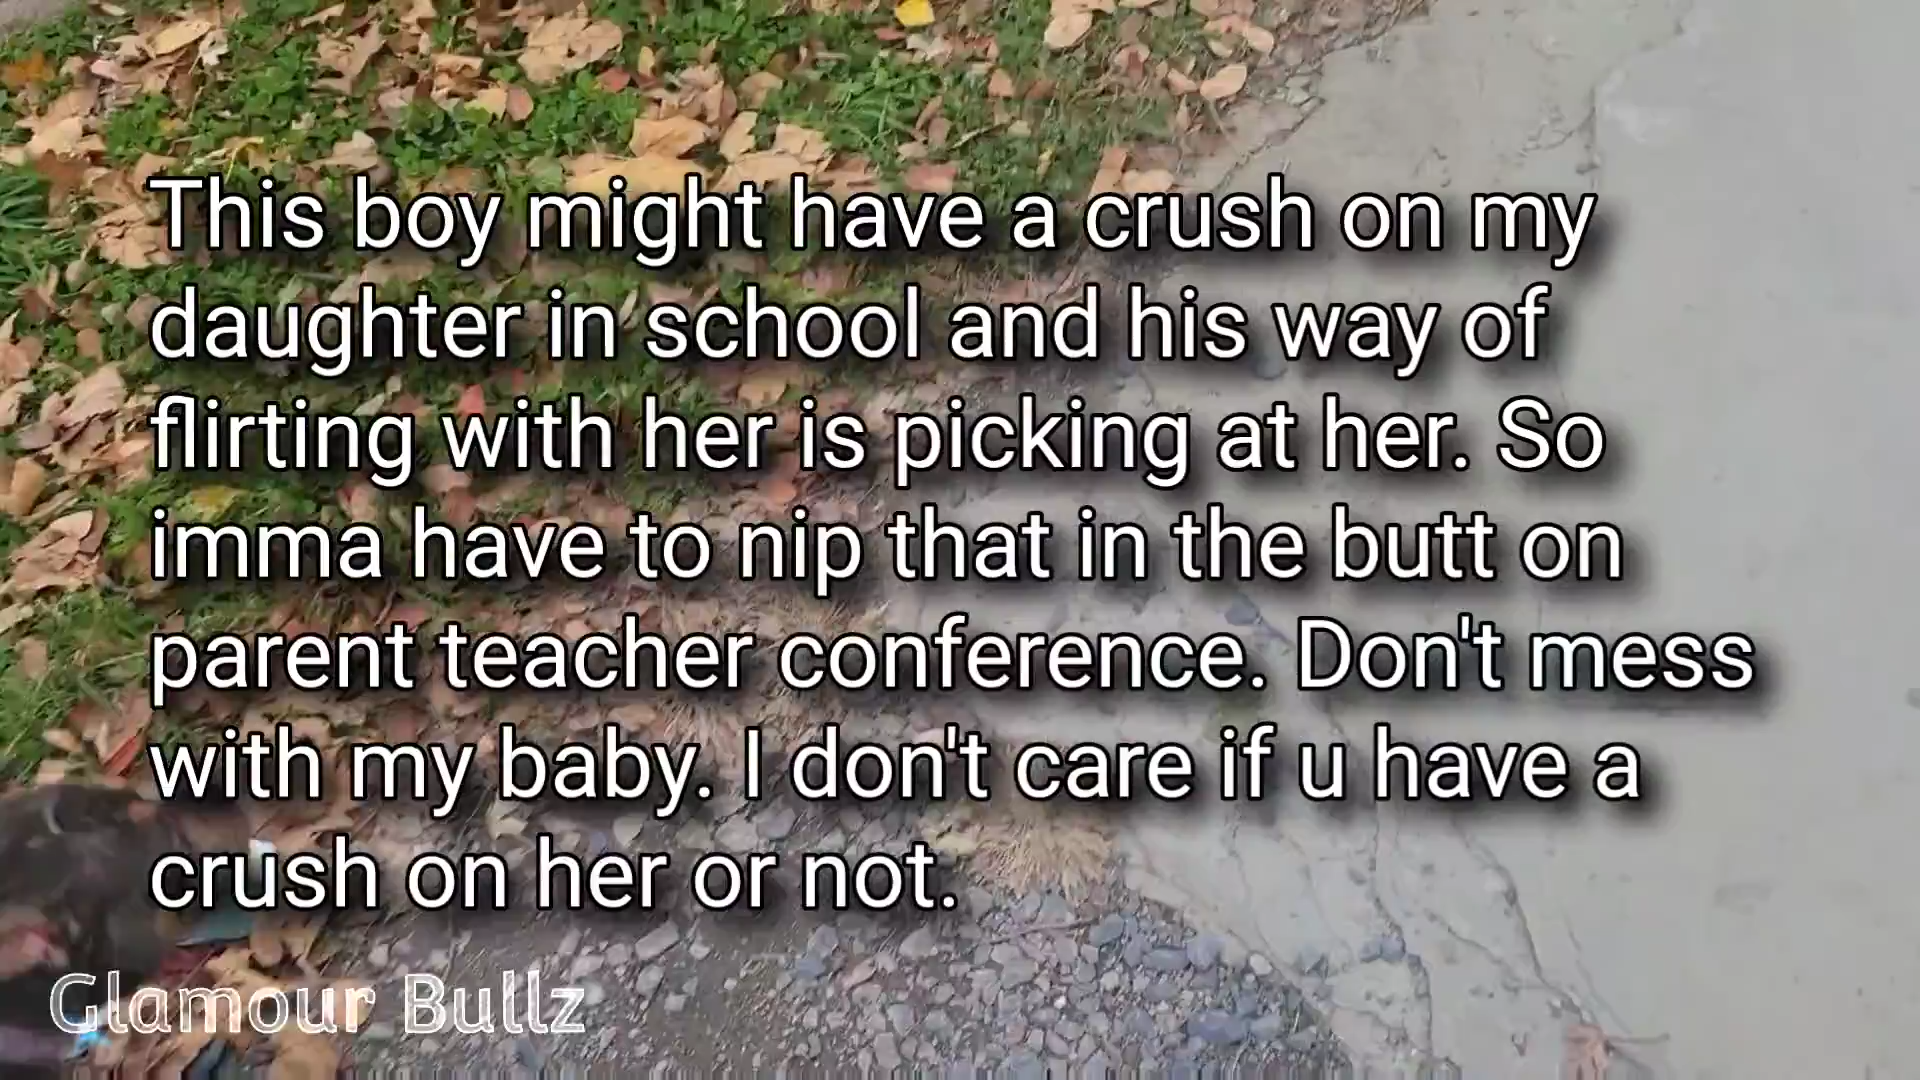 This boy might have a crush on my
daughter in school and his way of
flirting with her is picking at her. So
imma have to nip that in the butt on
parent teacher conference. Don't mess
with my baby. I don't care if u have a
crush on her or not.
Glamour Bullz